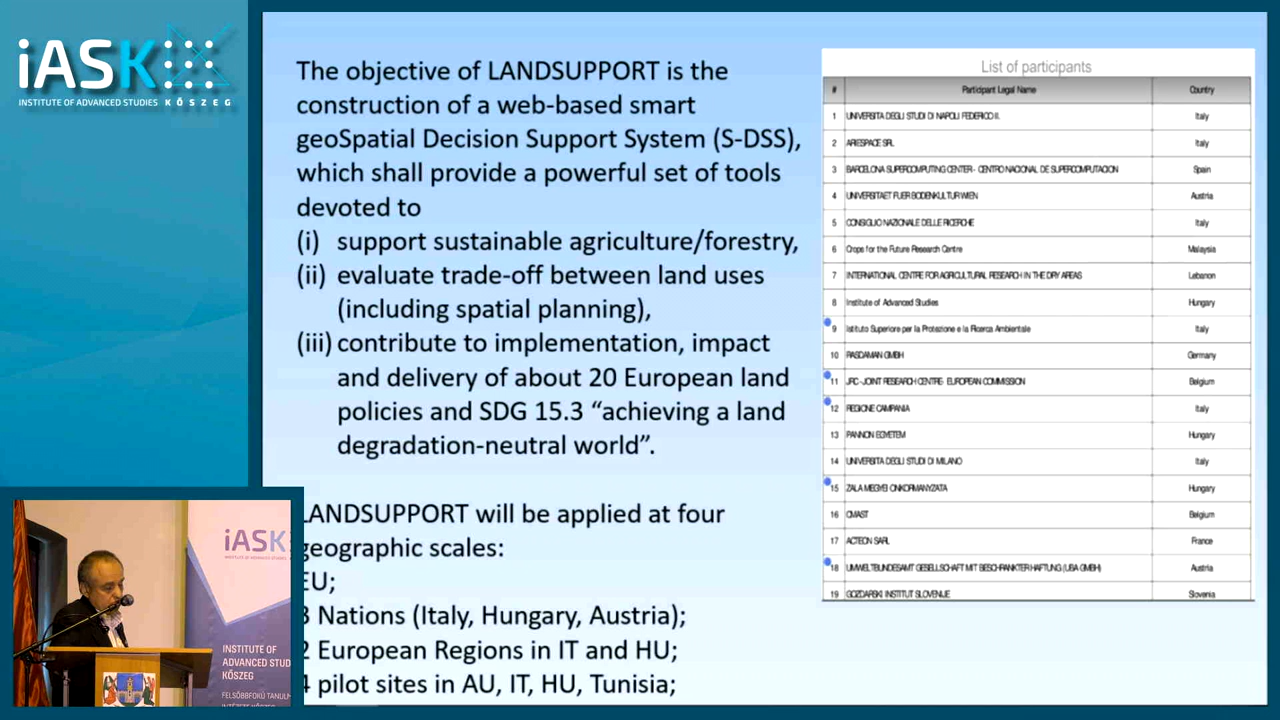 iASK
INSTITUTE OF ADVANCED STUDIES KŐSZEG
The objective of LANDSUPPORT is the
construction of a web-based smart
geoSpatial Decision Support System (S-DSS),
which shall provide a powerful set of tools
devoted to
(i) support sustainable agriculture/forestry,
(ii) evaluate trade-off between land uses
(including spatial planning),
(iii) contribute to implementation, impact
and delivery of about 20 European land
policies and SDG 15.3 “achieving a land
degradation-neutral world”.
LANDSUPPORT will be applied at four
geographic scales:
EU;
3 Nations (Italy, Hungary, Austria);
2 European Regions in IT and HU;
4 pilot sites in AU, IT, HU, Tunisia;
List of participants
# Participant Legal Name Country
1 UNIVERSITA DEGLI STUDI DI NAPOLI FEDERICO II. Italy
2 ARIESPACE SRL Italy
3 BARCELONA SUPERCOMPUTING CENTER - CENTRO NACIONAL DE SUPERCOMPUTACION Spain
4 UNIVERSITAET FUER BODENKULTUR WIEN Austria
5 CONSIGLIO NAZIONALE DELLE RICERCHE Italy
6 Crops for the Future Research Centre Malaysia
7 INTERNATIONAL CENTRE FOR AGRICULTURAL RESEARCH IN THE DRY AREAS Lebanon
8 Institute of Advanced Studies Hungary
9 Istituto Superiore per la Protezione e la Ricerca Ambientale Italy
10 RASDAMAN GMBH Germany
11 JRC -JOINT RESEARCH CENTRE- EUROPEAN COMMISSION Belgium
12 REGIONE CAMPANIA Italy
13 PANNON EGYETEM Hungary
14 UNIVERSITA DEGLI STUDI DI MILANO Italy
15 ZALA MEGYEI ONKORMANYZATA Hungary
16 CMAST Belgium
17 ACTEON SARL France
18 UMWELTBUNDESAMT GESELLSCHAFT MIT BESCHRANKTER HAFTUNG (UBA GMBH) Austria
19 GOZDARSKI INSTITUT SLOVENIJE Slovenia
iASK
INSTITUTE OF
ADVANCED STUD
KŐSZEG
FELSŐBBFOKÚ TANUL